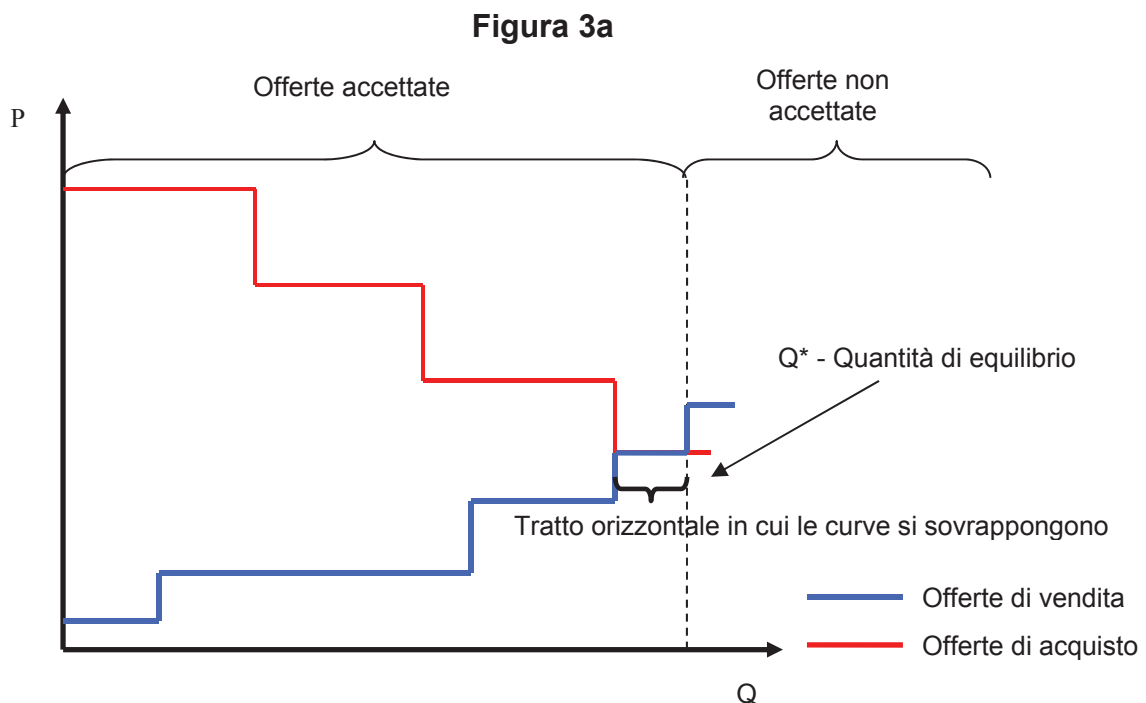 Figura 3a
Offerte accettate
Offerte non
accettate
P
Q* - Quantità di equilibrio
Tratto orizzontale in cui le curve si sovrappongono
Offerte di vendita
Offerte di acquisto
Q